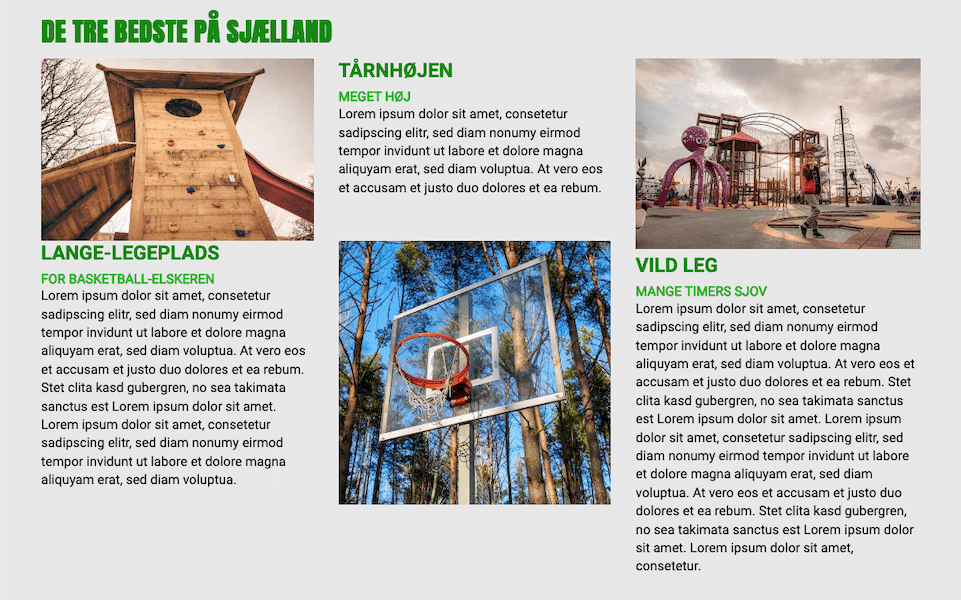 DE TRE BEDSTE PÅ SJÆLLAND
LANGE-LEGEPLADS
FOR BASKETBALL-ELSKEREN
Lorem ipsum dolor sit amet, consetetur
sadipscing elitr, sed diam nonumy eirmod
tempor invidunt ut labore et dolore magna
aliquyam erat, sed diam voluptua. At vero eos
et accusam et justo duo dolores et ea rebum.
Stet clita kasd gubergren, no sea takimata
sanctus est Lorem ipsum dolor sit amet.
Lorem ipsum dolor sit amet, consetetur
sadipscing elitr, sed diam nonumy eirmod
tempor invidunt ut labore et dolore magna
aliquyam erat, sed diam voluptua.
TÅRNHØJEN
MEGET HØJ
Lorem ipsum dolor sit amet, consetetur
sadipscing elitr, sed diam nonumy eirmod
tempor invidunt ut labore et dolore magna
aliquyam erat, sed diam voluptua. At vero eos
et accusam et justo duo dolores et ea rebum.
VILD LEG
MANGE TIMERS SJOV
Lorem ipsum dolor sit amet, consetetur
sadipscing elitr, sed diam nonumy eirmod
tempor invidunt ut labore et dolore magna
aliquyam erat, sed diam voluptua. At vero eos et
accusam et justo duo dolores et ea rebum. Stet
clita kasd gubergren, no sea takimata sanctus
est Lorem ipsum dolor sit amet. Lorem ipsum
dolor sit amet, consetetur sadipscing elitr, sed
diam nonumy eirmod tempor invidunt ut labore
et dolore magna aliquyam erat, sed diam
voluptua. At vero eos et accusam et justo duo
dolores et ea rebum. Stet clita kasd gubergren,
no sea takimata sanctus est Lorem ipsum dolor
sit amet. Lorem ipsum dolor sit amet,
consetetur.